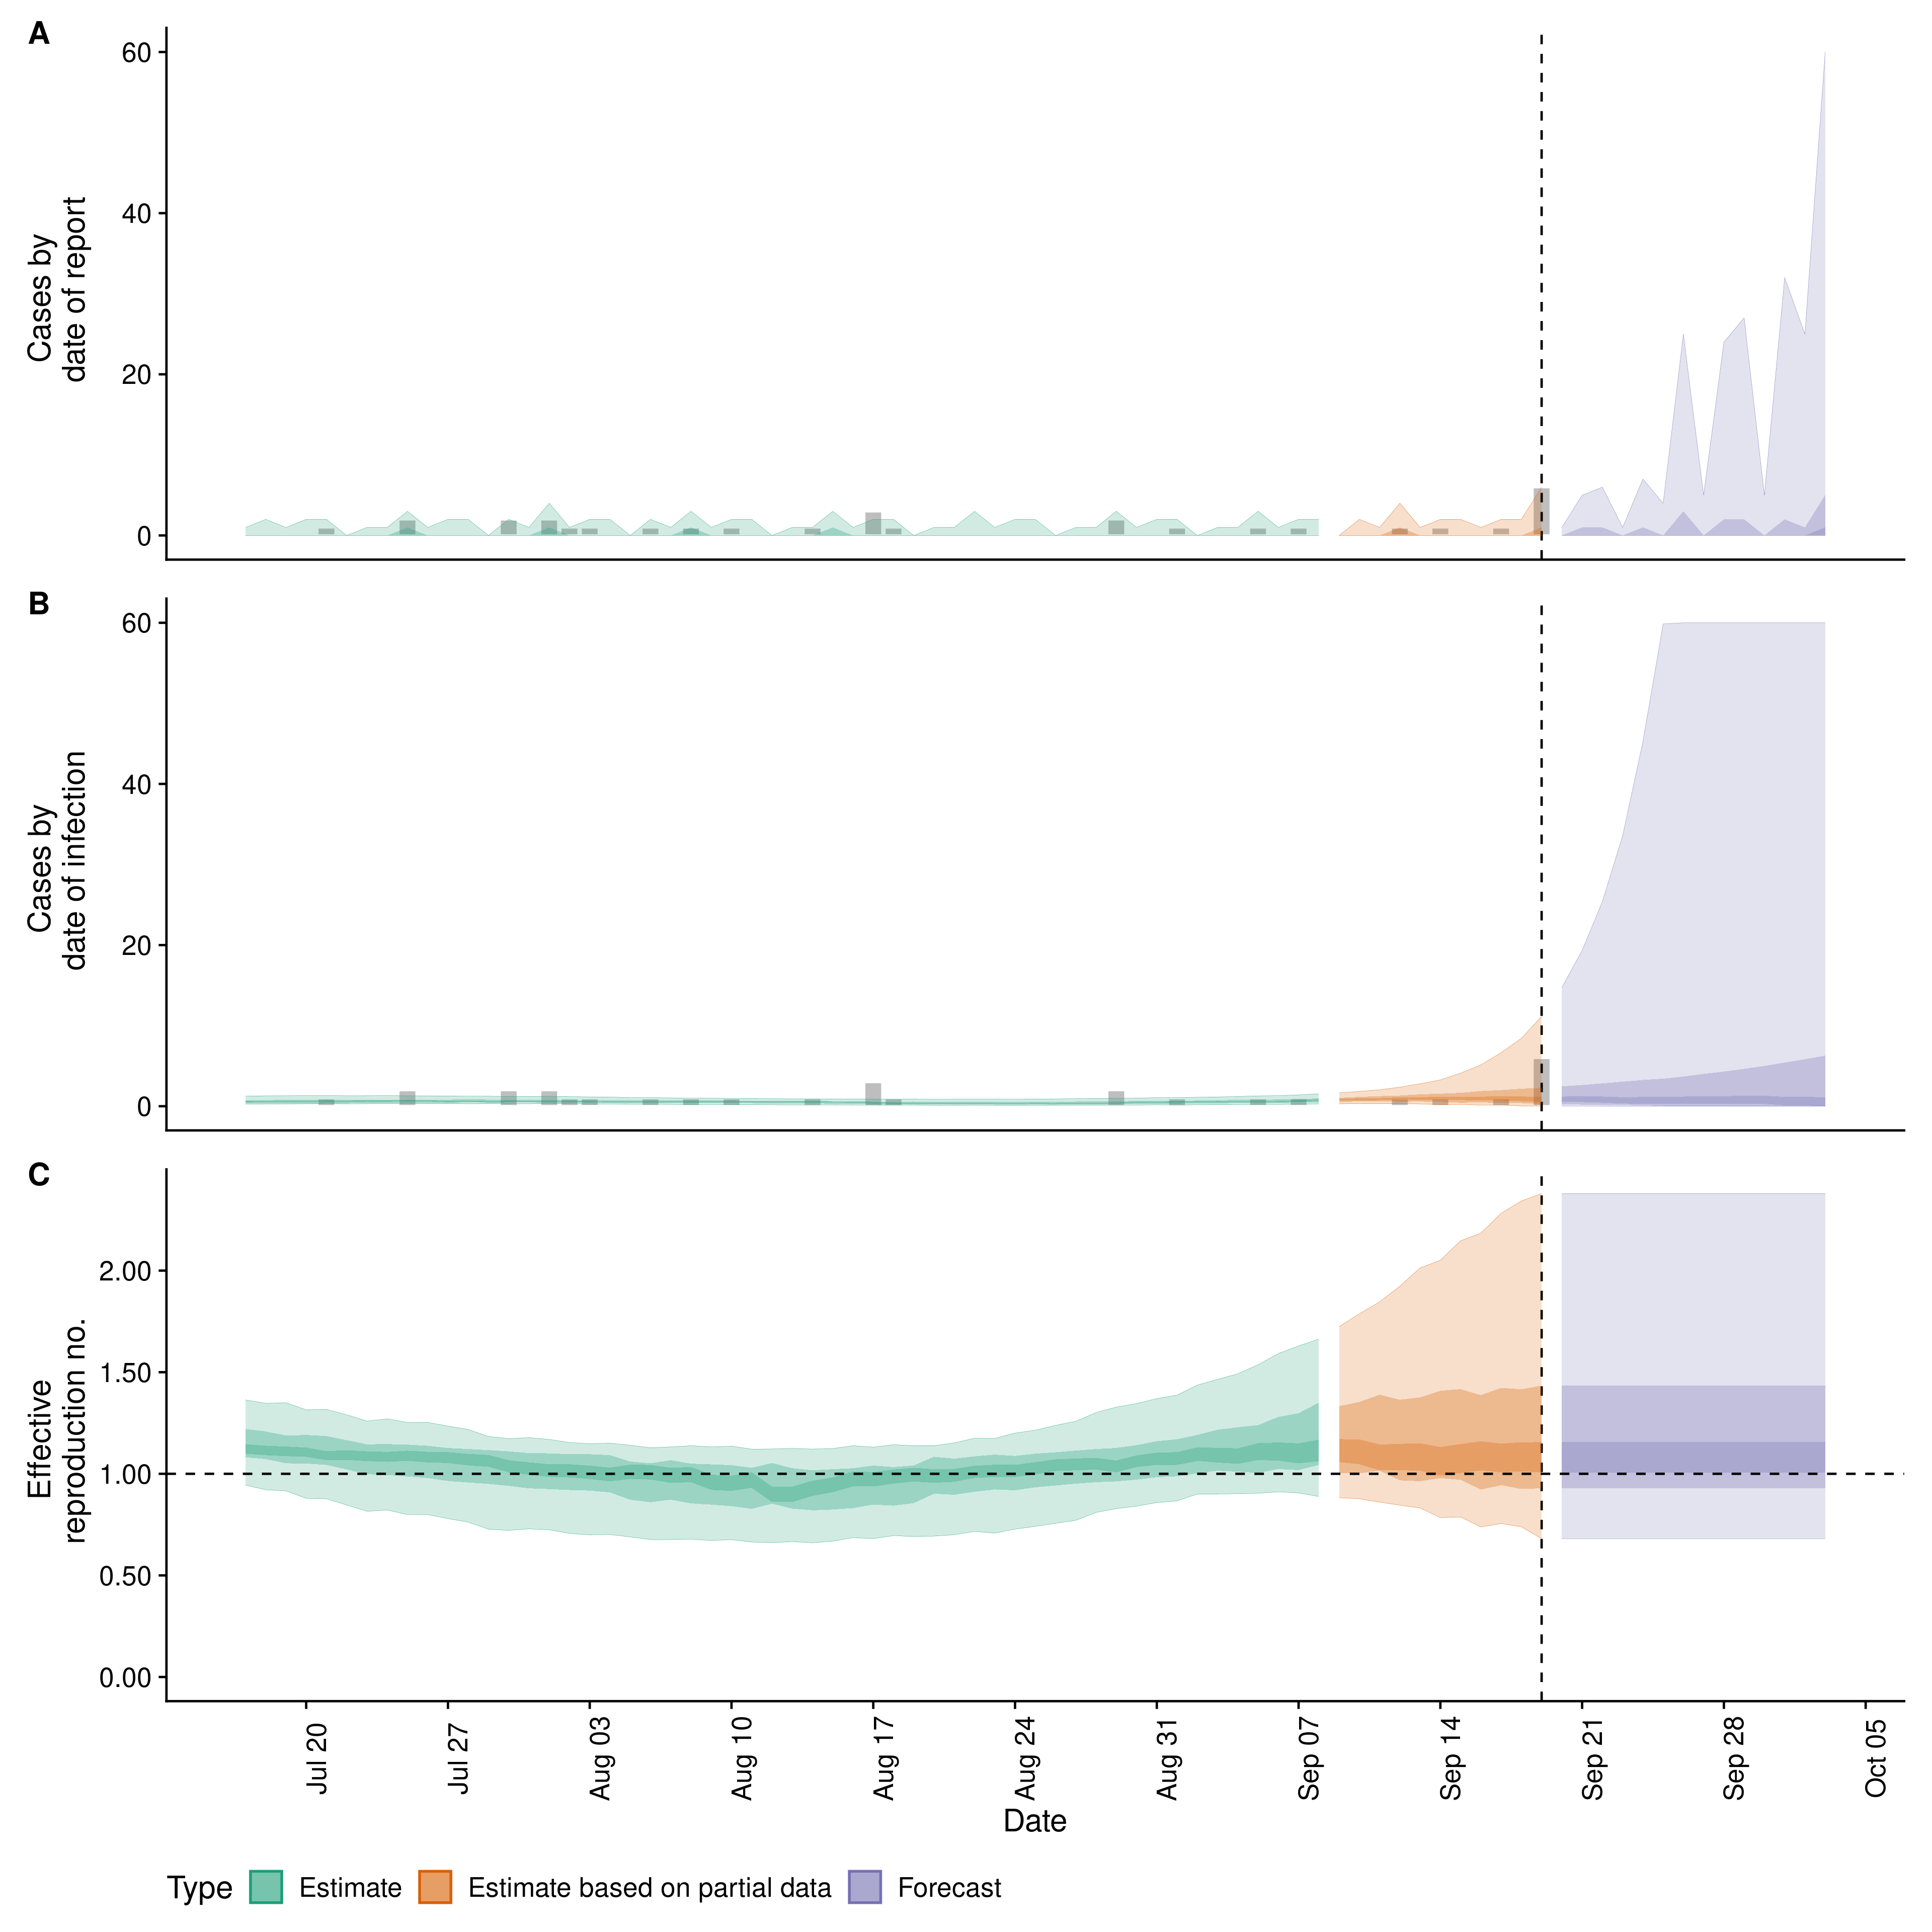 A
60
40
20
0
Cases by
date of report
B
60
40
20
0
Cases by
date of infection
C
2.00
1.50
1.00
0.50
0.00
Effective
reproduction no.
Jul 20
Jul 27
Aug 03
Aug 10
Aug 17
Aug 24
Aug 31
Sep 07
Sep 14
Sep 21
Sep 28
Oct 05
Date
Type Estimate Estimate based on partial data Forecast